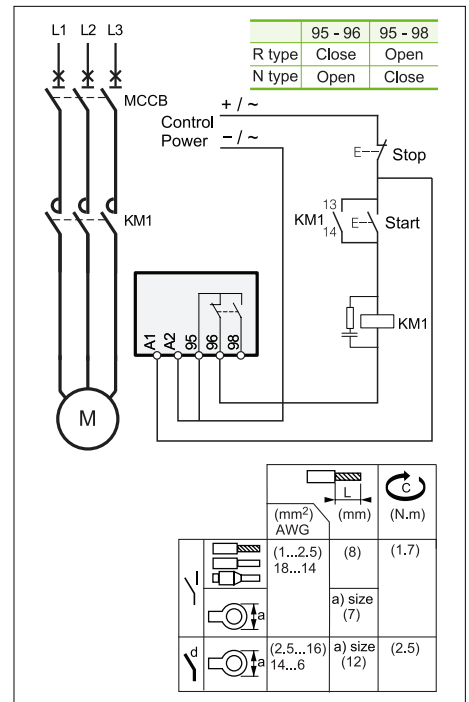 L1 L2 L3
95 - 96 95 - 98
R type Close Open
N type Open Close
MCCB
+ / ~
Control
Power
− / ~
E Stop
13
KM1
14
E Start
KM1
KM1
A1 A2 95 96 98
M
L
C
(mm²)
AWG
(mm)
(N.m)
(1...2.5)
18...14
(8)
(1.7)
l
a
a) size
(7)
d
a
(2.5...16)
14...6
a) size
(12)
(2.5)